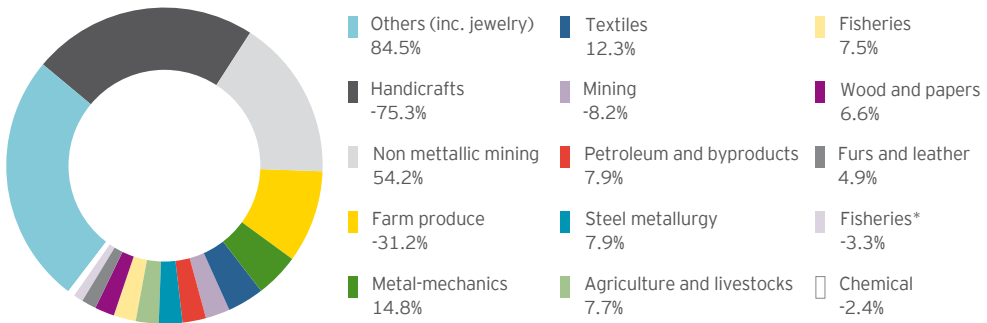 Others (inc. jewelry)
84.5%
Handicrafts
-75.3%
Non mettallic mining
54.2%
Farm produce
-31.2%
Metal-mechanics
14.8%
Textiles
12.3%
Mining
-8.2%
Petroleum and byproducts
7.9%
Steel metallurgy
7.9%
Agriculture and livestocks
7.7%
Fisheries
7.5%
Wood and papers
6.6%
Furs and leather
4.9%
Fisheries*
-3.3%
Chemical
-2.4%